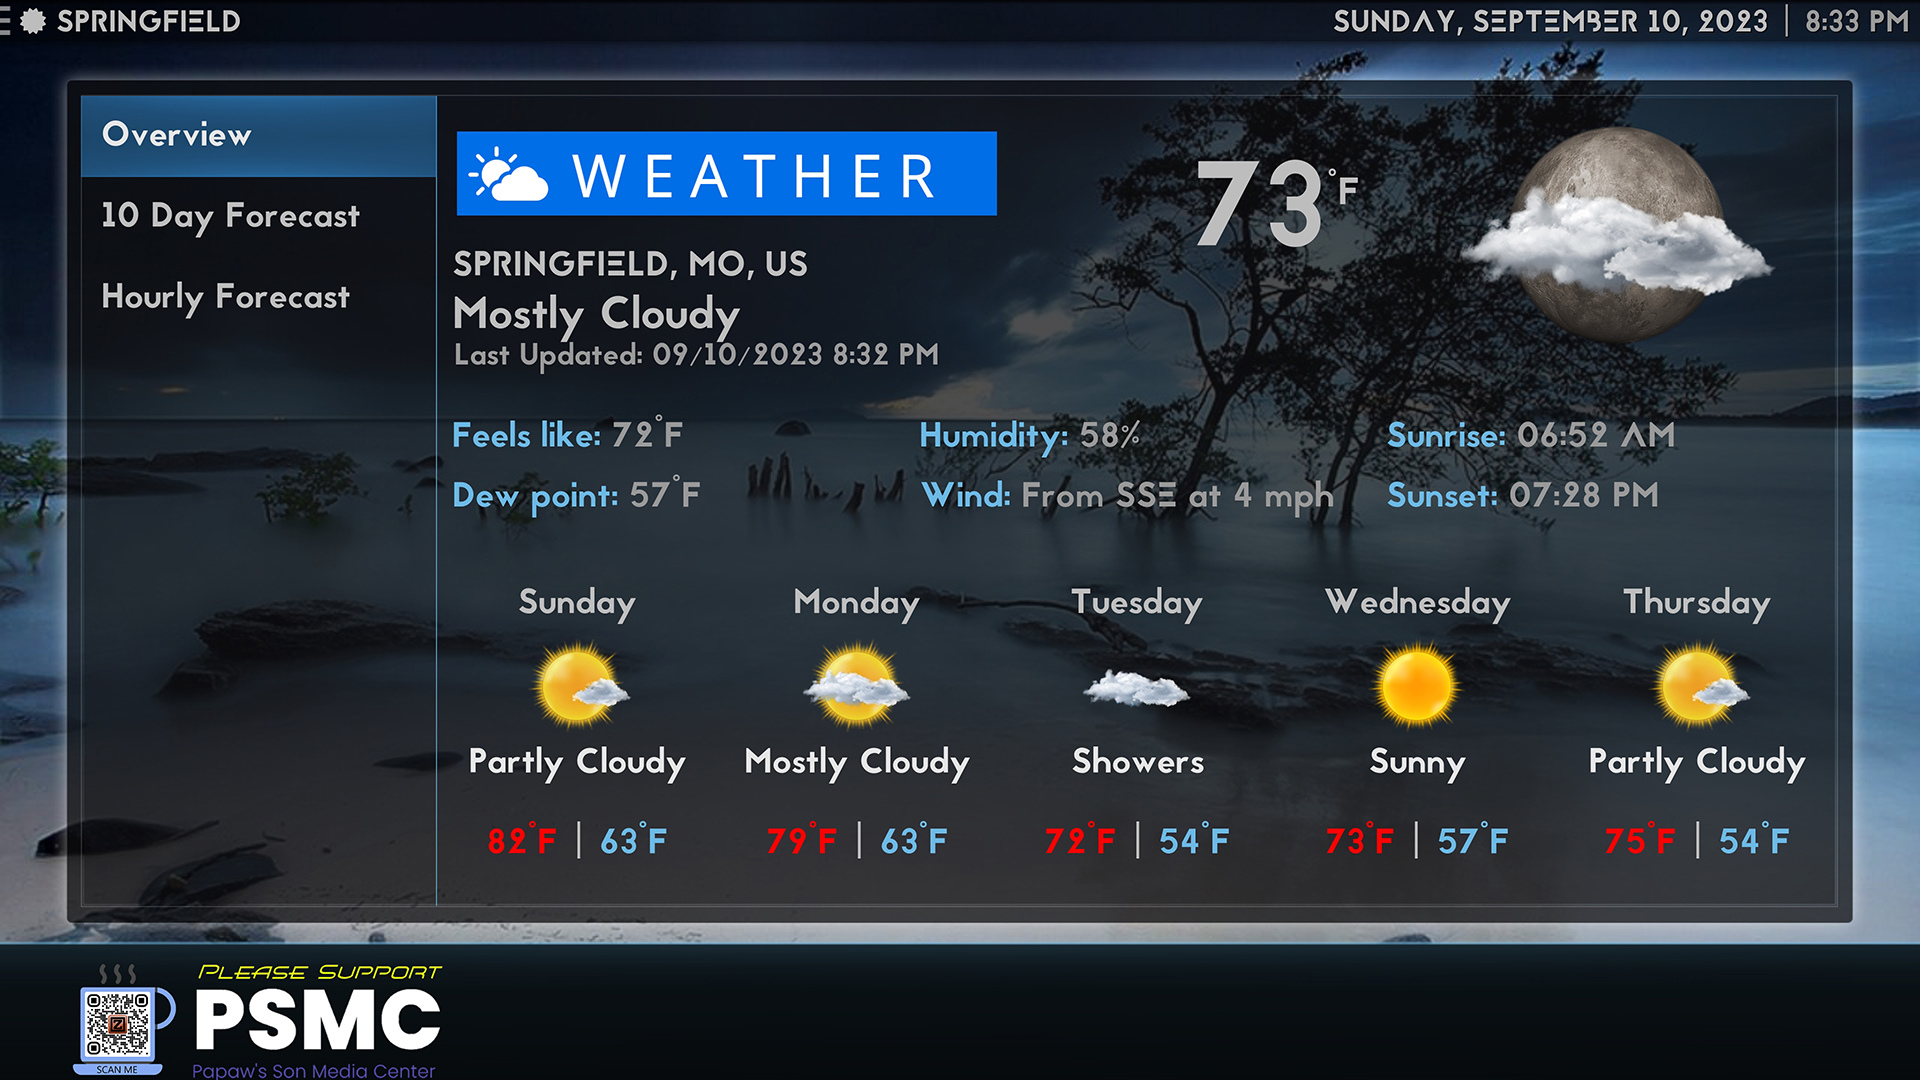 SPRINGFIELD
SUNDAY, SEPTEMBER 10, 2023 | 8:33 PM
Overview
10 Day Forecast
Hourly Forecast
WEATHER
73°F
SPRINGFIELD, MO, US
Mostly Cloudy
Last Updated: 09/10/2023 8:32 PM
Feels like: 72°F Humidity: 58% Sunrise: 06:52 AM
Dew point: 57°F Wind: From SSE at 4 mph Sunset: 07:28 PM
Sunday Monday Tuesday Wednesday Thursday
Partly Cloudy Mostly Cloudy Showers Sunny Partly Cloudy
82°F | 63°F 79°F | 63°F 72°F | 54°F 73°F | 57°F 75°F | 54°F
Please Support
PSMC
Papaw's Son Media Center
SCAN ME